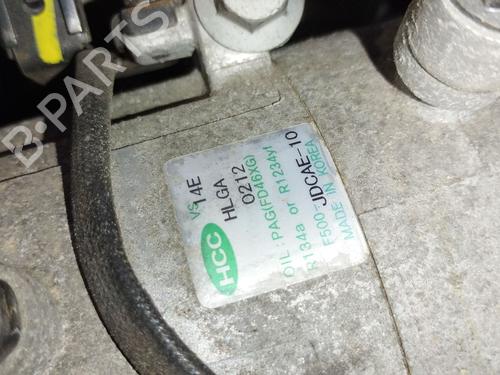 B-PARTS
HCC
VS 14E
HLGA
0212
OIL : PAG(FD46XG)
R134a or R1234yf
F500-JDCAE-10
MADE IN KOREA